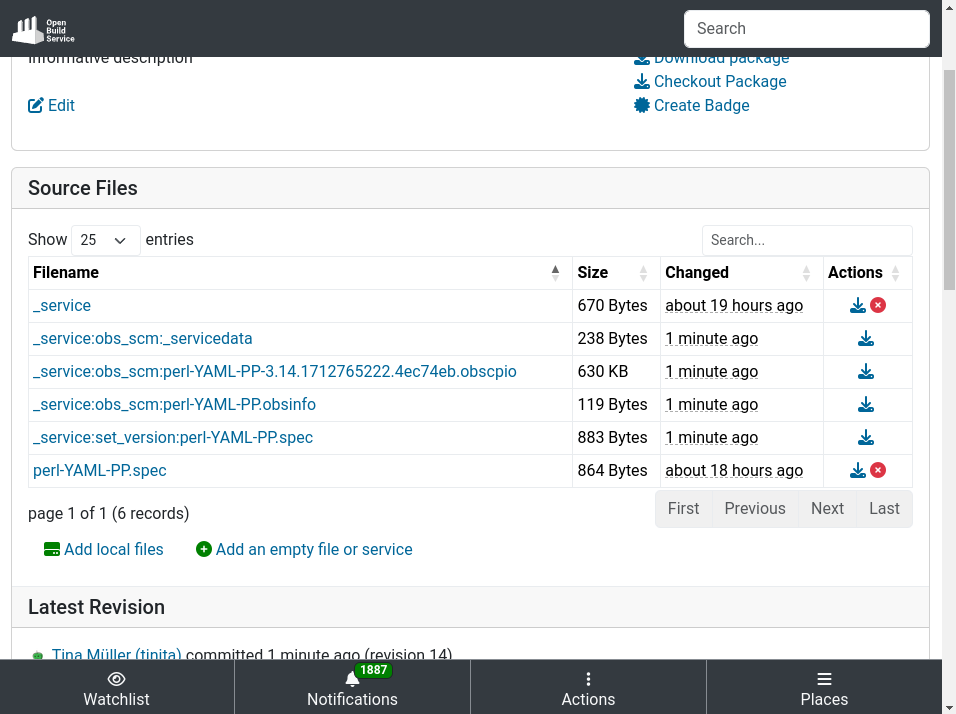 Open
Build
Service
Search
Informative description
Download package
Checkout Package
Edit
Create Badge
Source Files
Show 25 entries
Search...
Filename Size Changed Actions
_service 670 Bytes about 19 hours ago
_service:obs_scm:_servicedata 238 Bytes 1 minute ago
_service:obs_scm:perl-YAML-PP-3.14.1712765222.4ec74eb.obscpio 630 KB 1 minute ago
_service:obs_scm:perl-YAML-PP.obsinfo 119 Bytes 1 minute ago
_service:set_version:perl-YAML-PP.spec 883 Bytes 1 minute ago
perl-YAML-PP.spec 864 Bytes about 18 hours ago
page 1 of 1 (6 records)
First Previous Next Last
Add local files Add an empty file or service
Latest Revision
Tina Müller (tinita) committed 1 minute ago (revision 14)
1887
Watchlist Notifications Actions Places